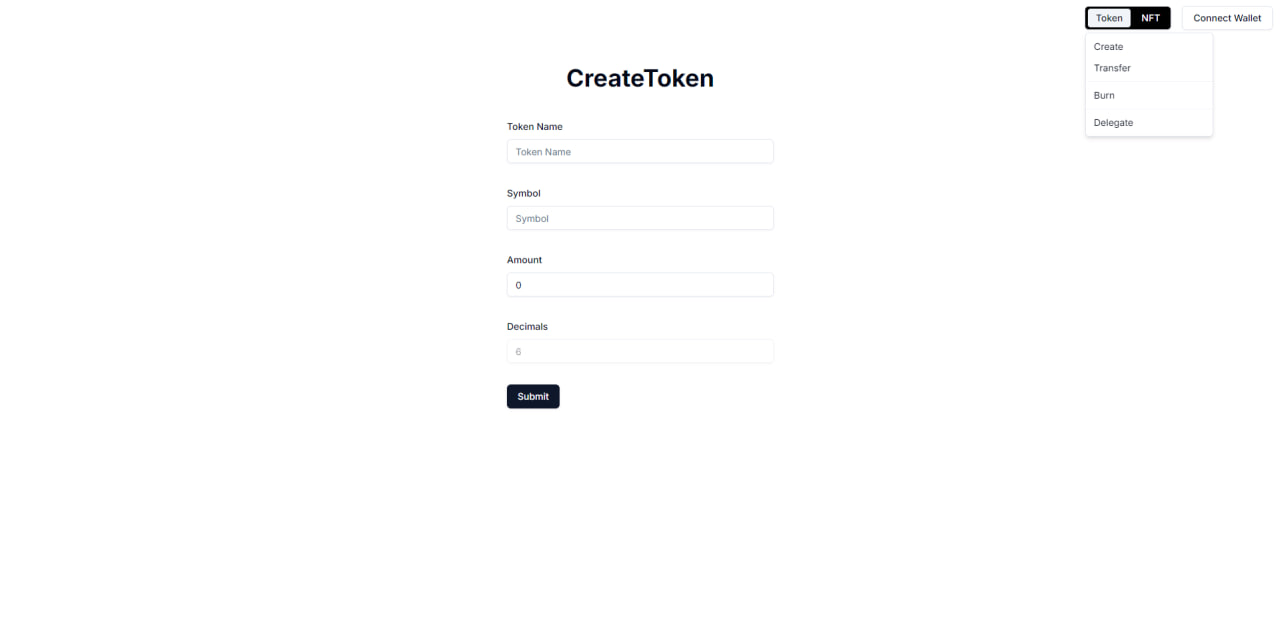 Token NFT Connect Wallet
Create
Transfer
Burn
Delegate
CreateToken
Token Name
Token Name
Symbol
Symbol
Amount
0
Decimals
6
Submit